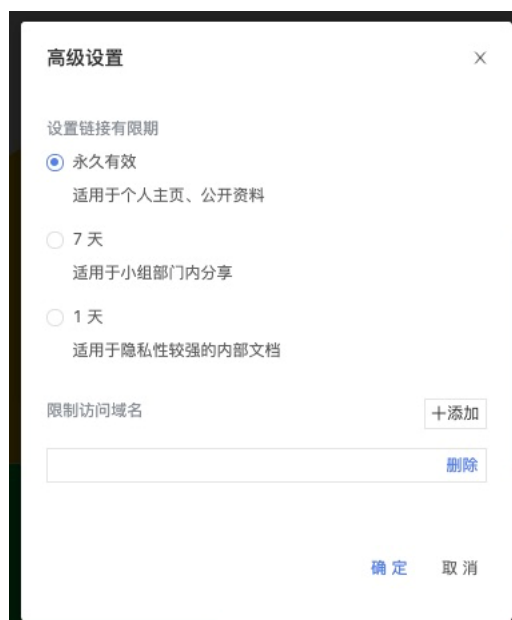 高级设置
设置链接有限期
永久有效
适用于个人主页、公开资料
7 天
适用于小组部门内分享
1 天
适用于隐私性较强的内部文档
限制访问域名
+添加
删除
确 定 取 消